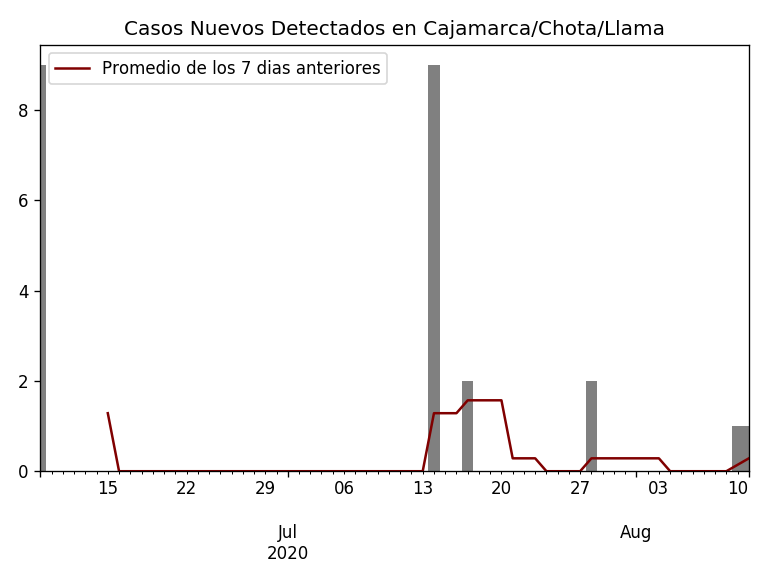 Casos Nuevos Detectados en Cajamarca/Chota/Llama
Promedio de los 7 dias anteriores
8
6
4
2
0
15 22 29 06 13 20 27 03 10
Jul Aug
2020